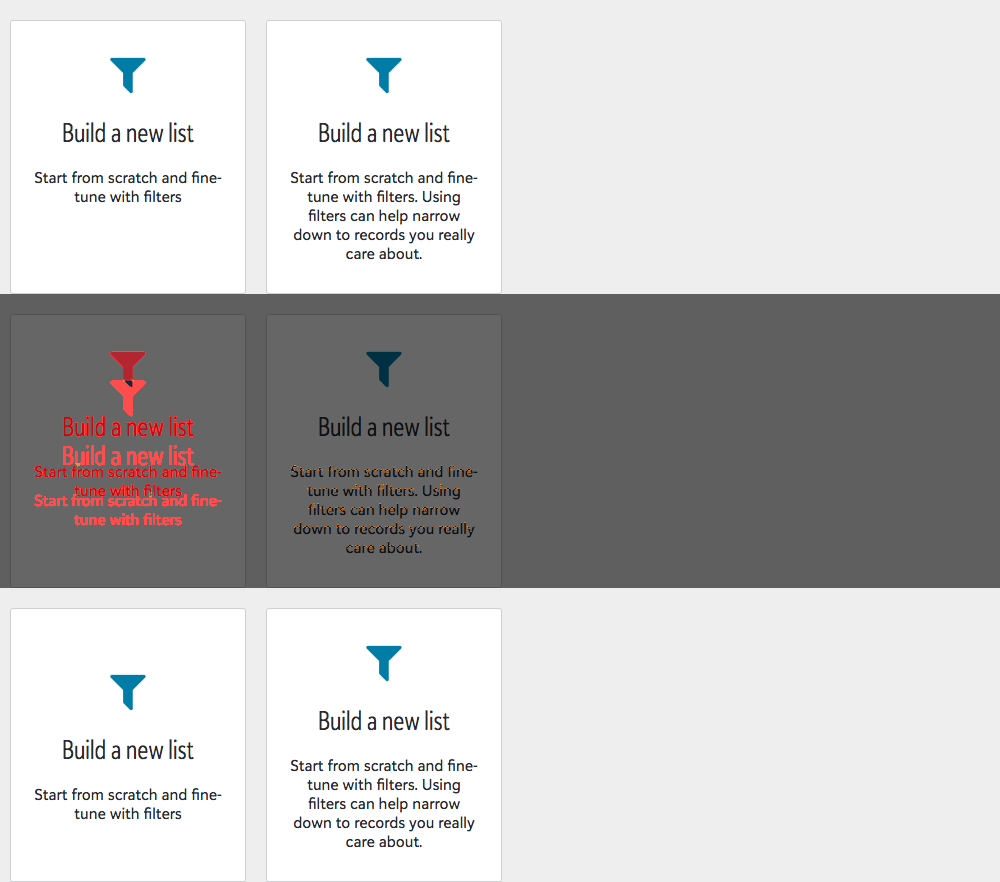 Build a new list
Start from scratch and fine-
tune with filters
Build a new list
Start from scratch and fine-
tune with filters. Using
filters can help narrow
down to records you really
care about.
Build a new list
Build a new list
Start from scratch and fine-
tune with filters
Start from scratch and fine-
tune with filters
Build a new list
Start from scratch and fine-
tune with filters. Using
filters can help narrow
down to records you really
care about.
Build a new list
Start from scratch and fine-
tune with filters
Build a new list
Start from scratch and fine-
tune with filters. Using
filters can help narrow
down to records you really
care about.